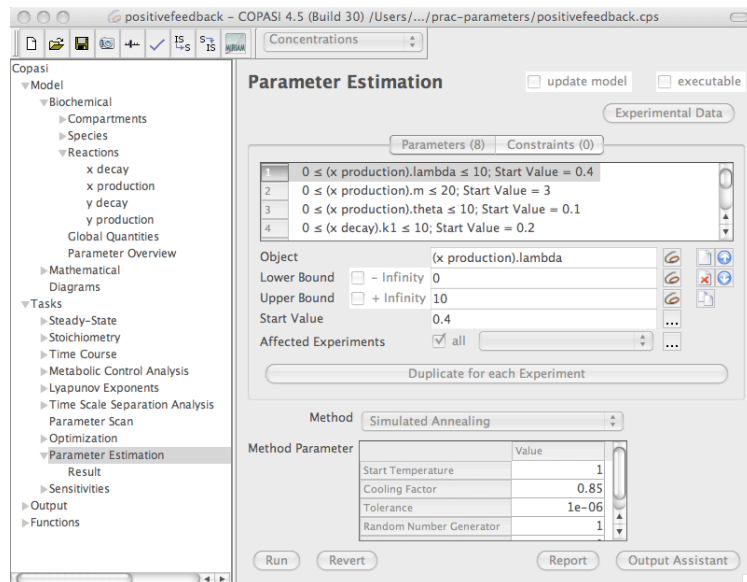 positivefeedback – COPASI 4.5 (Build 30) /Users/.../prac-parameters/positivefeedback.cps
IS S IS MIRIAM Concentrations
Copasi
Model
Biochemical
Compartments
Species
Reactions
x decay
x production
y decay
y production
Global Quantities
Parameter Overview
Mathematical
Diagrams
Tasks
Steady-State
Stoichiometry
Time Course
Metabolic Control Analysis
Lyapunov Exponents
Time Scale Separation Analysis
Parameter Scan
Optimization
Parameter Estimation
Result
Sensitivities
Output
Functions
Parameter Estimation update model executable
Experimental Data
Parameters (8) Constraints (0)
1 0 ≤ (x production).lambda ≤ 10; Start Value = 0.4
2 0 ≤ (x production).m ≤ 20; Start Value = 3
3 0 ≤ (x production).theta ≤ 10; Start Value = 0.1
4 0 ≤ (x decay).k1 ≤ 10; Start Value = 0.2
Object (x production).lambda
Lower Bound – Infinity 0
Upper Bound + Infinity 10
Start Value 0.4 ...
Affected Experiments all ...
Duplicate for each Experiment
Method Simulated Annealing
Method Parameter Value
Start Temperature 1
Cooling Factor 0.85
Tolerance 1e-06
Random Number Generator 1
Run Revert Report Output Assistant